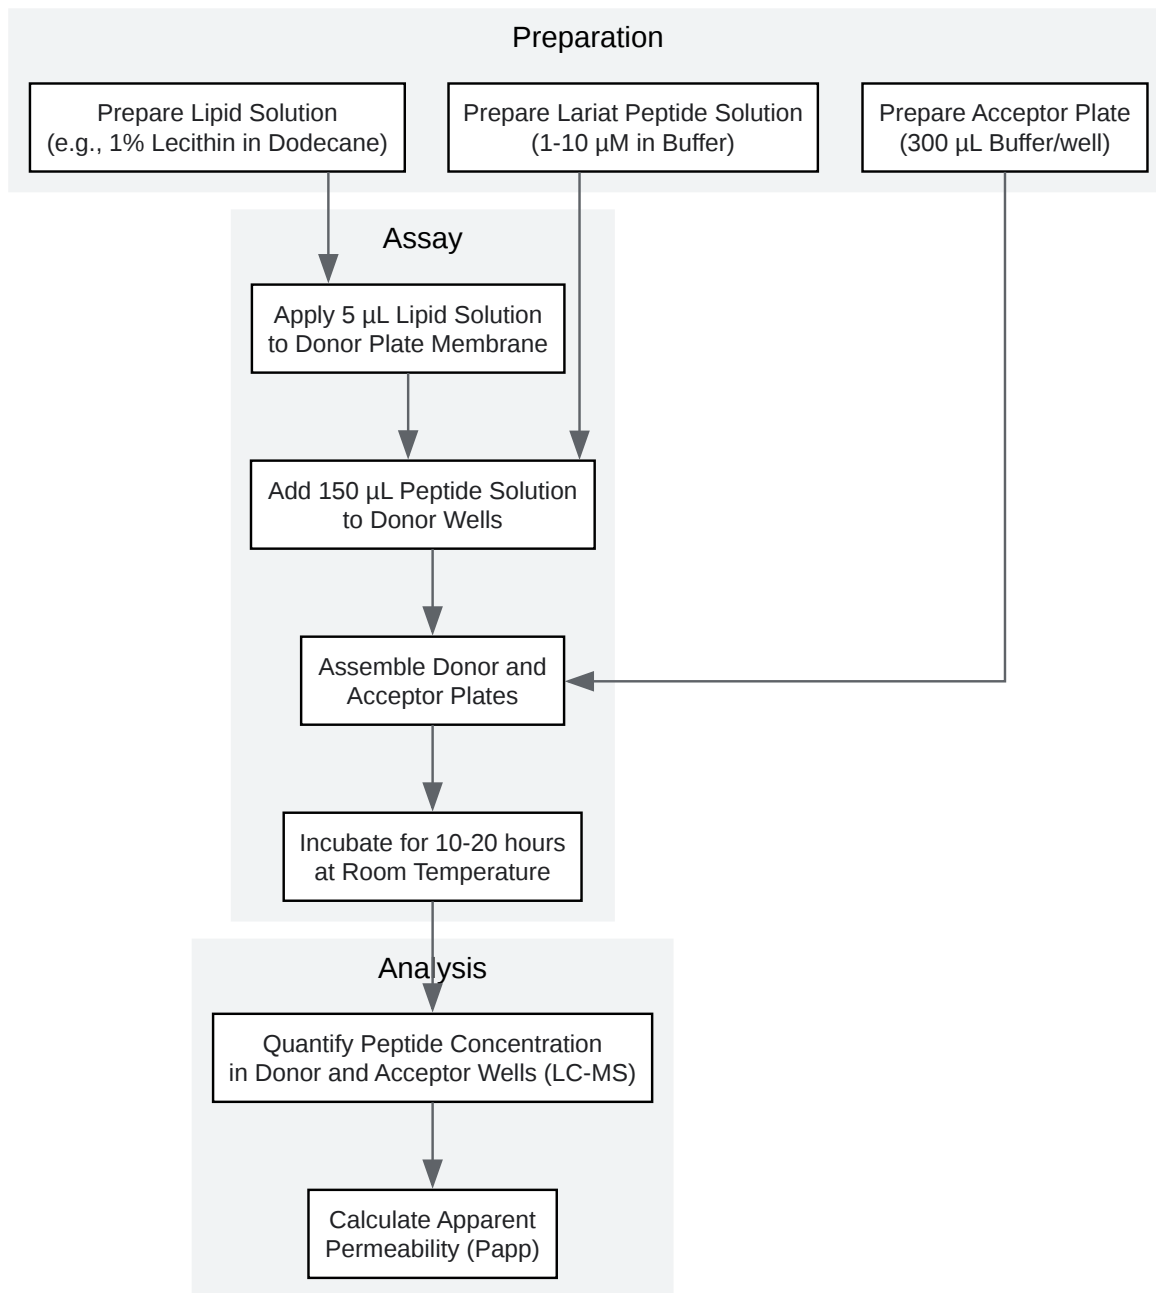 Preparation
Prepare Lipid Solution
(e.g., 1% Lecithin in Dodecane)
Prepare Lariat Peptide Solution
(1-10 µM in Buffer)
Prepare Acceptor Plate
(300 µL Buffer/well)
Assay
Apply 5 µL Lipid Solution
to Donor Plate Membrane
Add 150 µL Peptide Solution
to Donor Wells
Assemble Donor and
Acceptor Plates
Incubate for 10-20 hours
at Room Temperature
Analysis
Quantify Peptide Concentration
in Donor and Acceptor Wells (LC-MS)
Calculate Apparent
Permeability (Papp)